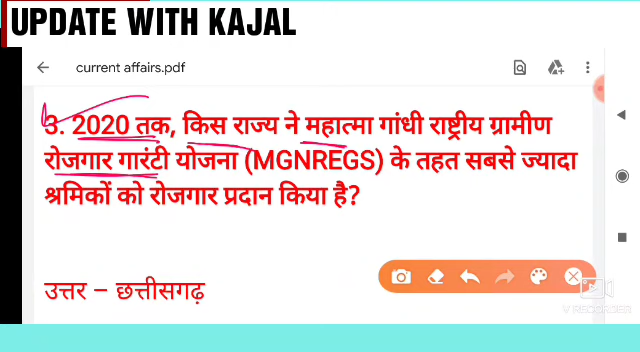 UPDATE WITH KAJAL
current affairs.pdf
3. 2020 तक, किस राज्य ने महात्मा गांधी राष्ट्रीय ग्रामीण
रोजगार गारंटी योजना (MGNREGS) के तहत सबसे ज्यादा
श्रमिकों को रोजगार प्रदान किया है?
उत्तर – छत्तीसगढ़
V RECORDER